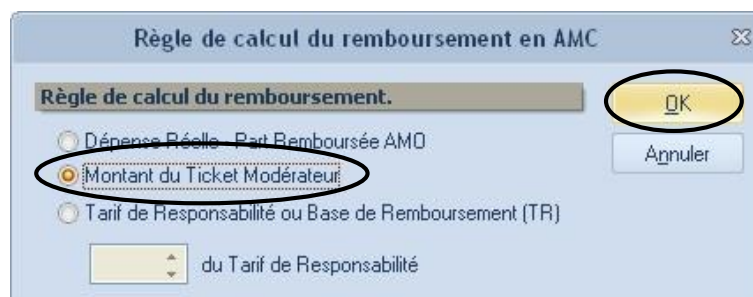 Règle de calcul du remboursement en AMC
Règle de calcul du remboursement.
OK
Dépense Réelle - Part Remboursée AMO
Annuler
Montant du Ticket Modérateur
Tarif de Responsabilité ou Base de Remboursement (TR)
du Tarif de Responsabilité